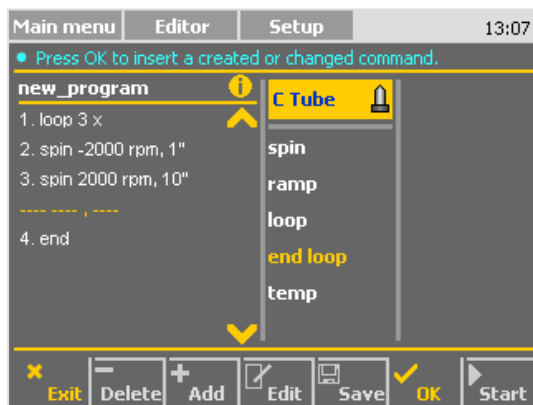 Main menu Editor Setup 13:07
• Press OK to insert a created or changed command.
new_program i
C Tube
1. loop 3 x
2. spin -2000 rpm, 1"
3. spin 2000 rpm, 10"
---- ---- , ----
4. end
spin
ramp
loop
end loop
temp
Exit Delete Add Edit Save OK Start